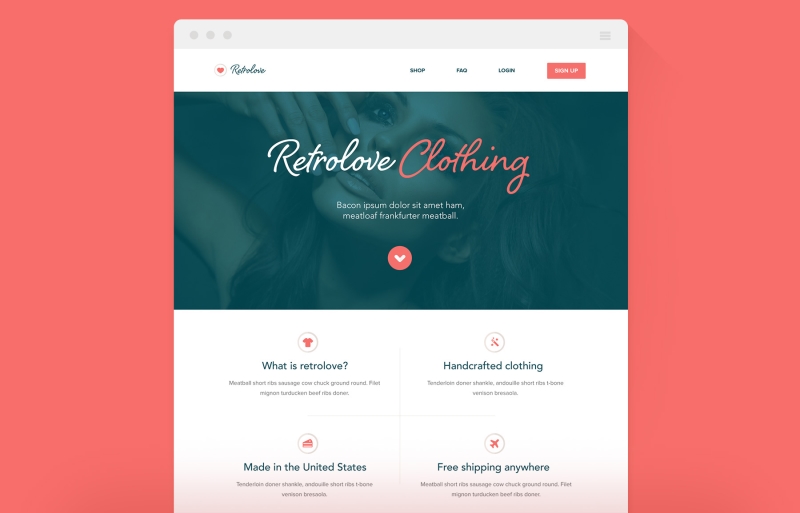 Retrolove
SHOP FAQ LOGIN SIGN UP
Retrolove Clothing
Bacon ipsum dolor sit amet ham,
meatloaf frankfurter meatball.
What is retrolove?
Meatball short ribs sausage cow chuck ground round. Filet
mignon turducken beef ribs doner.
Handcrafted clothing
Tenderloin doner shankle, andouille short ribs t-bone
venison bresaola.
Made in the United States
Tenderloin doner shankle, andouille short ribs t-bone
venison bresaola.
Free shipping anywhere
Meatball short ribs sausage cow chuck ground round. Filet
mignon turducken beef ribs doner.